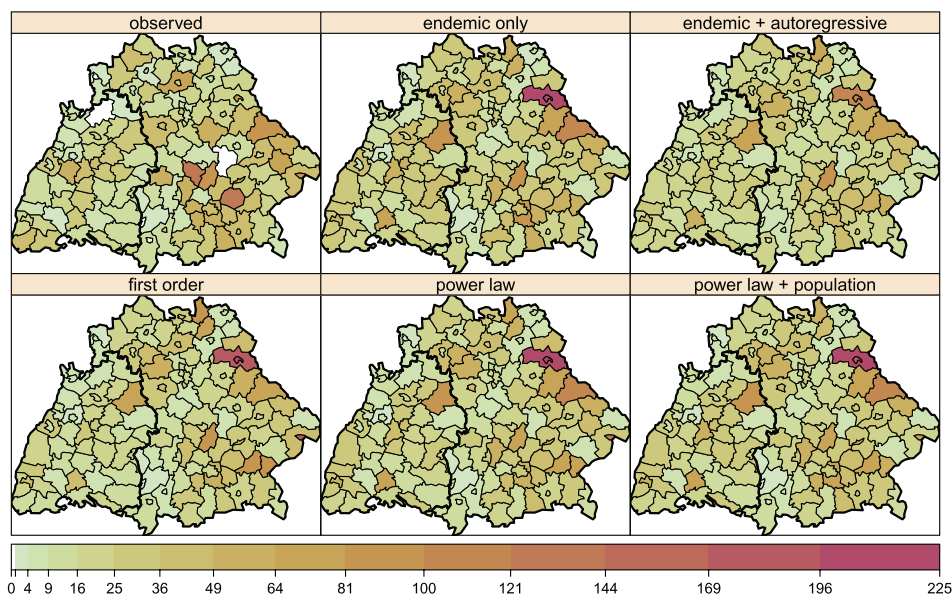 observed
endemic only
endemic + autoregressive
first order
power law
power law + population
0 4 9 16 25 36 49 64 81 100 121 144 169 196 225